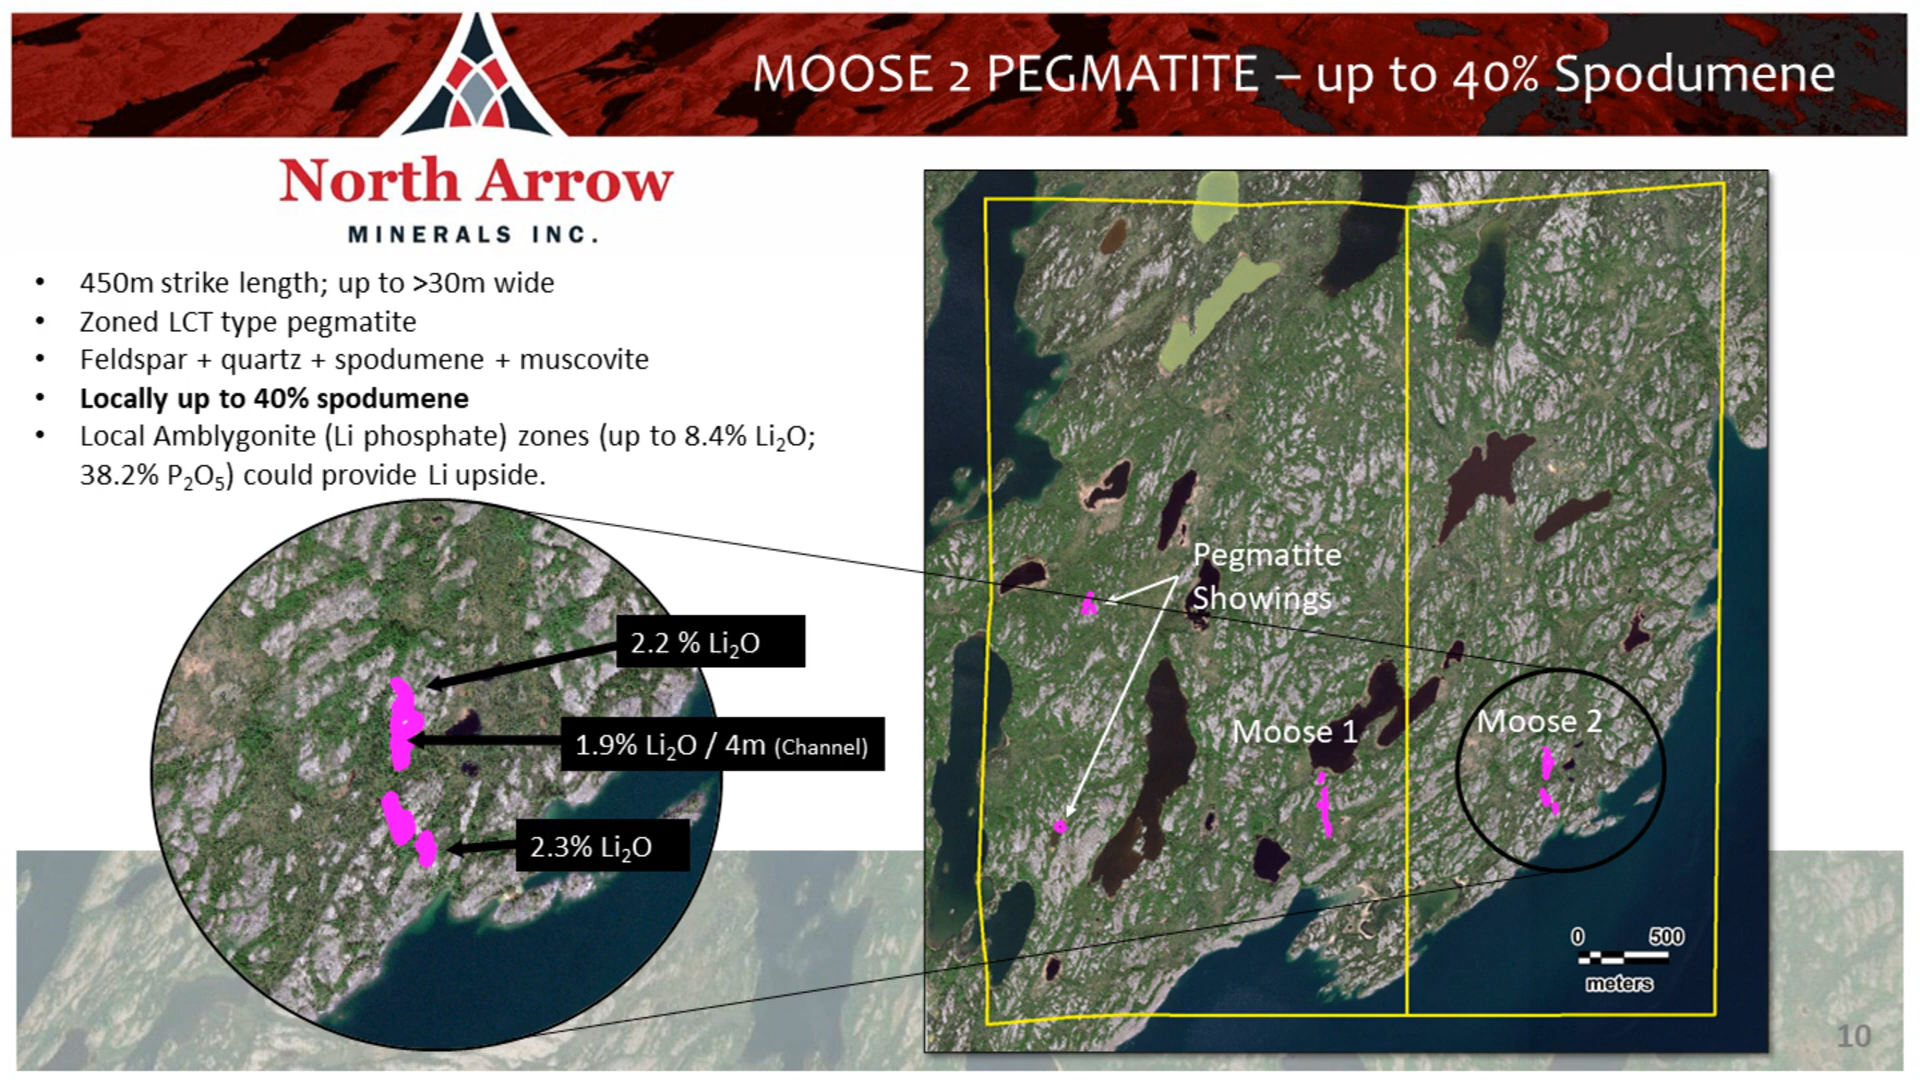 MOOSE 2 PEGMATITE – up to 40% Spodumene
North Arrow
MINERALS INC.
• 450m strike length; up to >30m wide
• Zoned LCT type pegmatite
• Feldspar + quartz + spodumene + muscovite
• Locally up to 40% spodumene
• Local Amblygonite (Li phosphate) zones (up to 8.4% Li₂O;
38.2% P₂O₅) could provide Li upside.
2.2 % Li₂O
1.9% Li₂O / 4m (Channel)
2.3% Li₂O
Pegmatite
Showings
Moose 1
Moose 2
0 500
meters
10